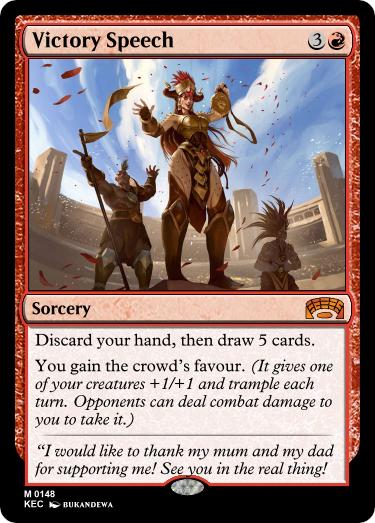 Victory Speech 3
Sorcery
Discard your hand, then draw 5 cards.
You gain the crowd's favour. (It gives one
of your creatures +1/+1 and trample each
turn. Opponents can deal combat damage to
you to take it.)
"I would like to thank my mum and my dad
for supporting me! See you in the real thing!
M 0148
KEC BUKANDEWA